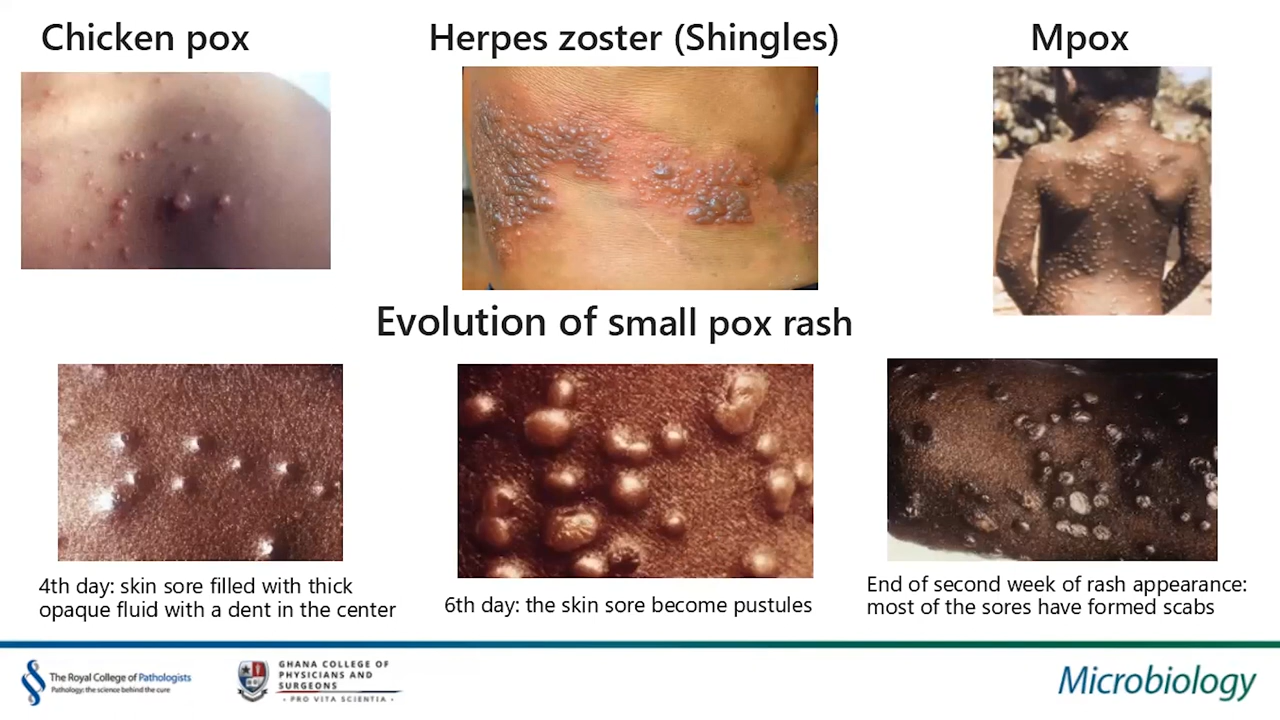 Chicken pox
Herpes zoster (Shingles)
Mpox
Evolution of small pox rash
4th day: skin sore filled with thick
opaque fluid with a dent in the center
6th day: the skin sore become pustules
End of second week of rash appearance:
most of the sores have formed scabs
The Royal College of Pathologists
Pathology: the science behind the cure
GHANA COLLEGE OF
PHYSICIANS AND
SURGEONS
· PRO VITA SCIENTIA ·
Microbiology